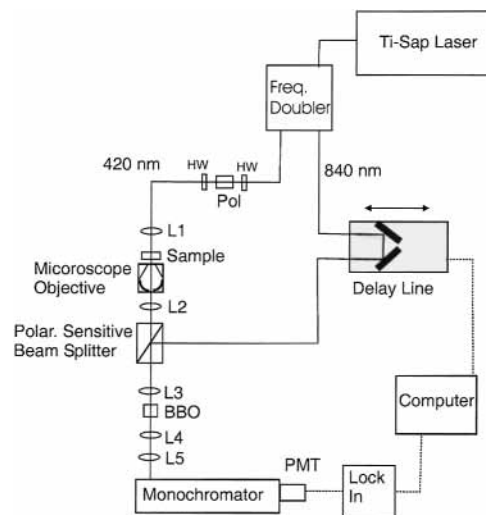 Ti-Sap Laser
Freq.
Doubler
420 nm
HW
HW
Pol
840 nm
L1
Sample
Micoroscope
Objective
L2
Delay Line
Polar. Sensitive
Beam Splitter
L3
BBO
L4
L5
Computer
PMT
Monochromator
Lock
In